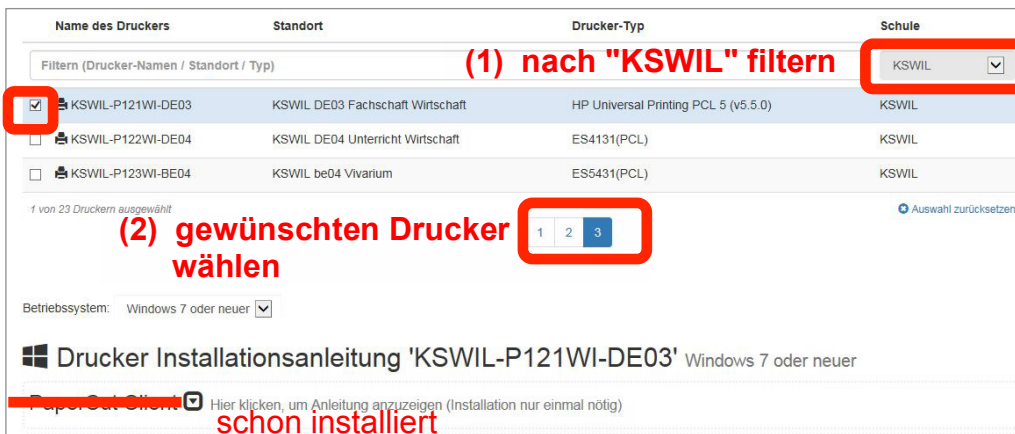 Name des Druckers Standort Drucker-Typ Schule
Filtern (Drucker-Namen / Standort / Typ) (1) nach "KSWIL" filtern KSWIL
KSWIL-P121WI-DE03 KSWIL DE03 Fachschaft Wirtschaft HP Universal Printing PCL 5 (v5.5.0) KSWIL
KSWIL-P122WI-DE04 KSWIL DE04 Unterricht Wirtschaft ES4131(PCL) KSWIL
KSWIL-P123WI-BE04 KSWIL be04 Vivarium ES5431(PCL) KSWIL
1 von 23 Druckern ausgewählt Auswahl zurücksetzen
(2) gewünschten Drucker 1 2 3
wählen
Betriebssystem: Windows 7 oder neuer
Drucker Installationsanleitung 'KSWIL-P121WI-DE03' Windows 7 oder neuer
PaperCut Client Hier klicken, um Anleitung anzuzeigen (Installation nur einmal nötig)
schon installiert